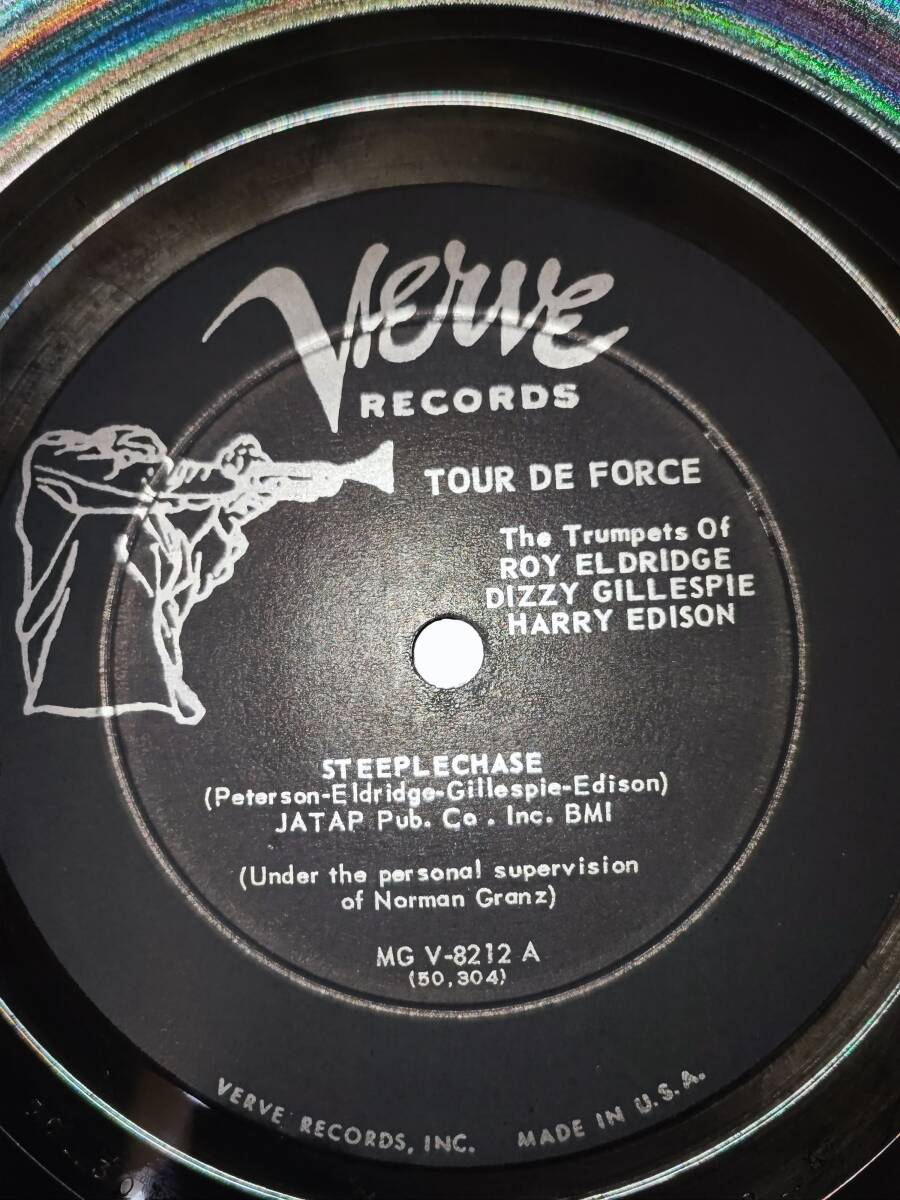 Verve
RECORDS
TOUR DE FORCE
The Trumpets Of
ROY ELDRIDGE
DIZZY GILLESPIE
HARRY EDISON
STEEPLECHASE
(Peterson-Eldridge-Gillespie-Edison)
JATAP Pub. Co. Inc. BMI
(Under the personal supervision
of Norman Granz)
MG V-8212 A
(50,304)
VERVE RECORDS, INC. MADE IN U.S.A.